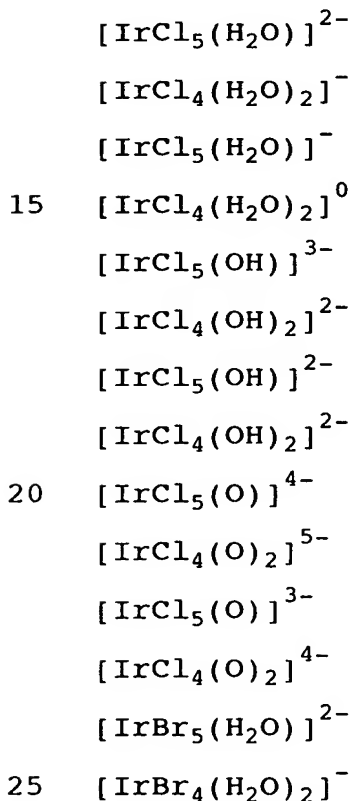 [IrCl₅(H₂O)]²⁻
[IrCl₄(H₂O)₂]⁻
[IrCl₅(H₂O)]⁻
15 [IrCl₄(H₂O)₂]⁰
[IrCl₅(OH)]³⁻
[IrCl₄(OH)₂]²⁻
[IrCl₅(OH)]²⁻
[IrCl₄(OH)₂]²⁻
20 [IrCl₅(O)]⁴⁻
[IrCl₄(O)₂]⁵⁻
[IrCl₅(O)]³⁻
[IrCl₄(O)₂]⁴⁻
[IrBr₅(H₂O)]²⁻
25 [IrBr₄(H₂O)₂]⁻